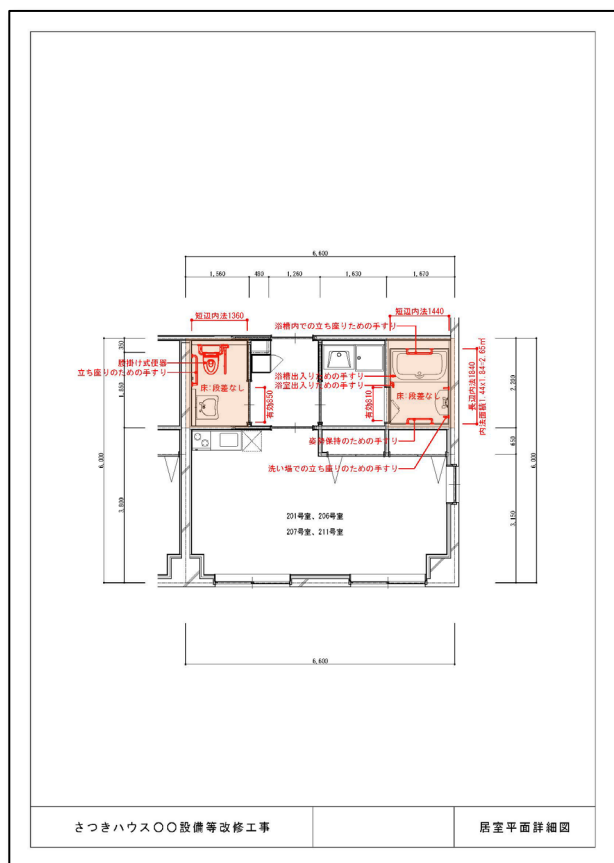 6,600
1,560
480
1,260
1,630
1,670
短辺内法1360
短辺内法1440
浴槽内での立ち座りための手すり
腰掛け式便器
立ち座りのための手すり
床:段差なし
有効850
浴槽出入りための手すり
浴室出入りための手すり
有効810
床:段差なし
長辺内法1840
内法面積1.44x1.84=2.65㎡
姿勢保持のための手すり
洗い場での立ち座りのための手すり
6,000
3,800
2,200
650
3,150
6,000
201号室、206号室
207号室、211号室
6,600
さつきハウス〇〇設備等改修工事
居室平面詳細図